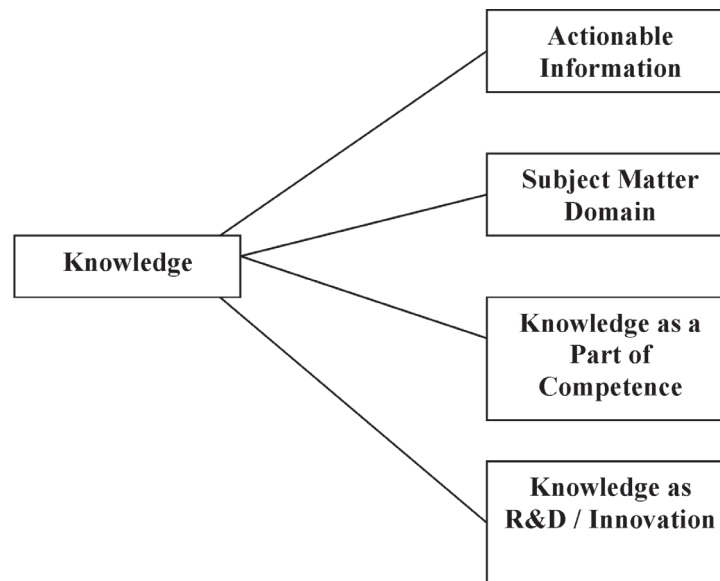 Actionable
Information
Subject Matter
Domain
Knowledge
Knowledge as a
Part of
Competence
Knowledge as
R&D / Innovation